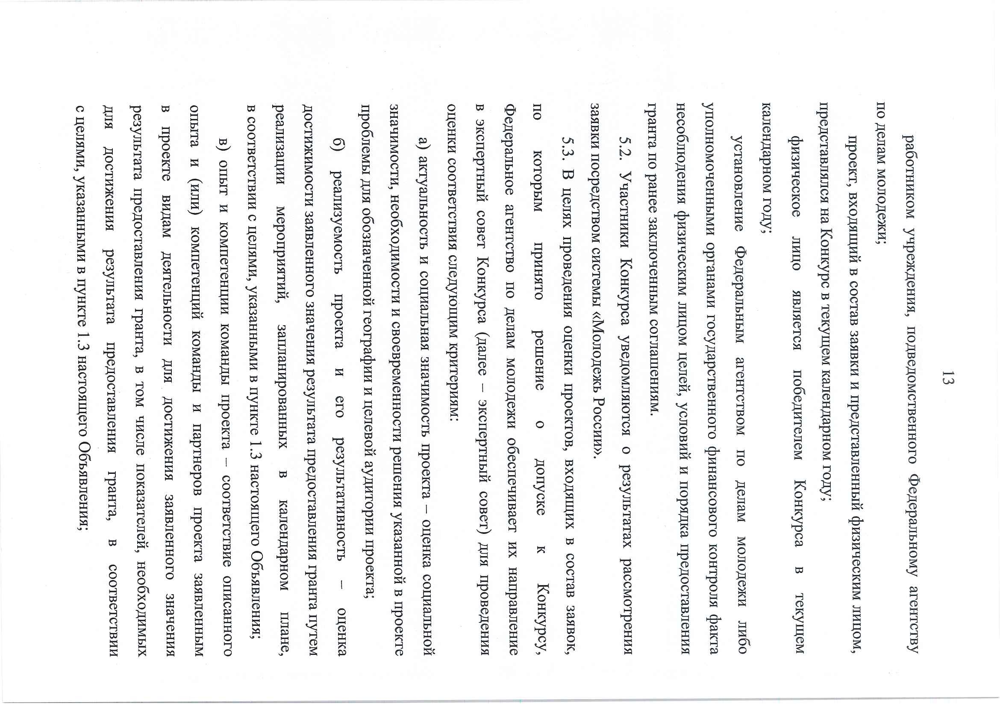 13
работником учреждения, подведомственного Федеральному агентству
по делам молодежи;
проект, входящий в состав заявки и представленный физическим лицом,
представлялся на Конкурс в текущем календарном году;
физическое лицо является победителем Конкурса в текущем
календарном году;
установление Федеральным агентством по делам молодежи либо
уполномоченными органами государственного финансового контроля факта
несоблюдения физическим лицом целей, условий и порядка предоставления
гранта по ранее заключенным соглашениям.
5.2. Участники Конкурса уведомляются о результатах рассмотрения
заявки посредством системы «Молодежь России».
5.3. В целях проведения оценки проектов, входящих в состав заявок,
по которым принято решение о допуске к Конкурсу,
Федеральное агентство по делам молодежи обеспечивает их направление
в экспертный совет Конкурса (далее – экспертный совет) для проведения
оценки соответствия следующим критериям:
а) актуальность и социальная значимость проекта – оценка социальной
значимости, необходимости и своевременности решения указанной в проекте
проблемы для обозначенной географии и целевой аудитории проекта;
б) реализуемость проекта и его результативность – оценка
достижимости заявленного значения результата предоставления гранта путем
реализации мероприятий, запланированных в календарном плане,
в соответствии с целями, указанными в пункте 1.3 настоящего Объявления;
в) опыт и компетенции команды проекта – соответствие описанного
опыта и (или) компетенций команды и партнеров проекта заявленным
в проекте видам деятельности для достижения заявленного значения
результата предоставления гранта, в том числе показателей, необходимых
для достижения результата предоставления гранта, в соответствии
с целями, указанными в пункте 1.3 настоящего Объявления;